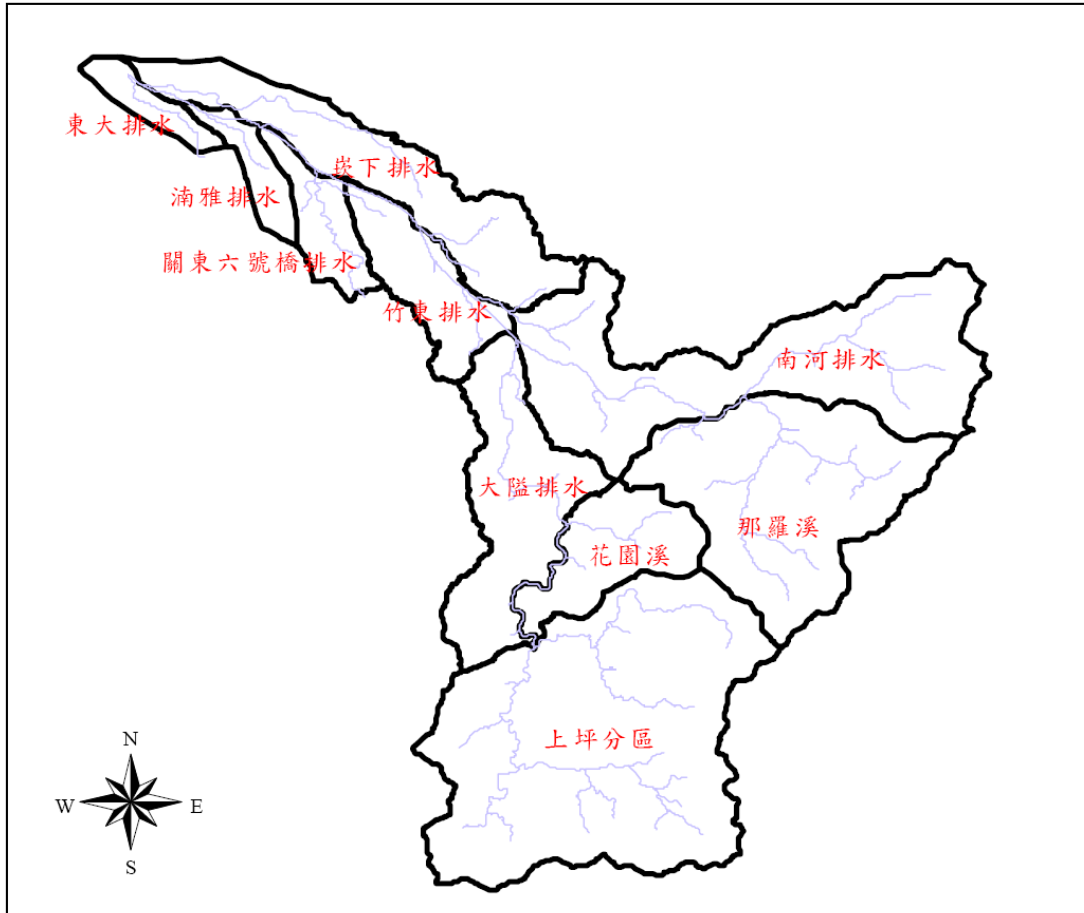 東大排水
崁下排水
湳雅排水
關東六號橋排水
竹東排水
南河排水
大隘排水
那羅溪
花園溪
上坪分區
N
W
E
S